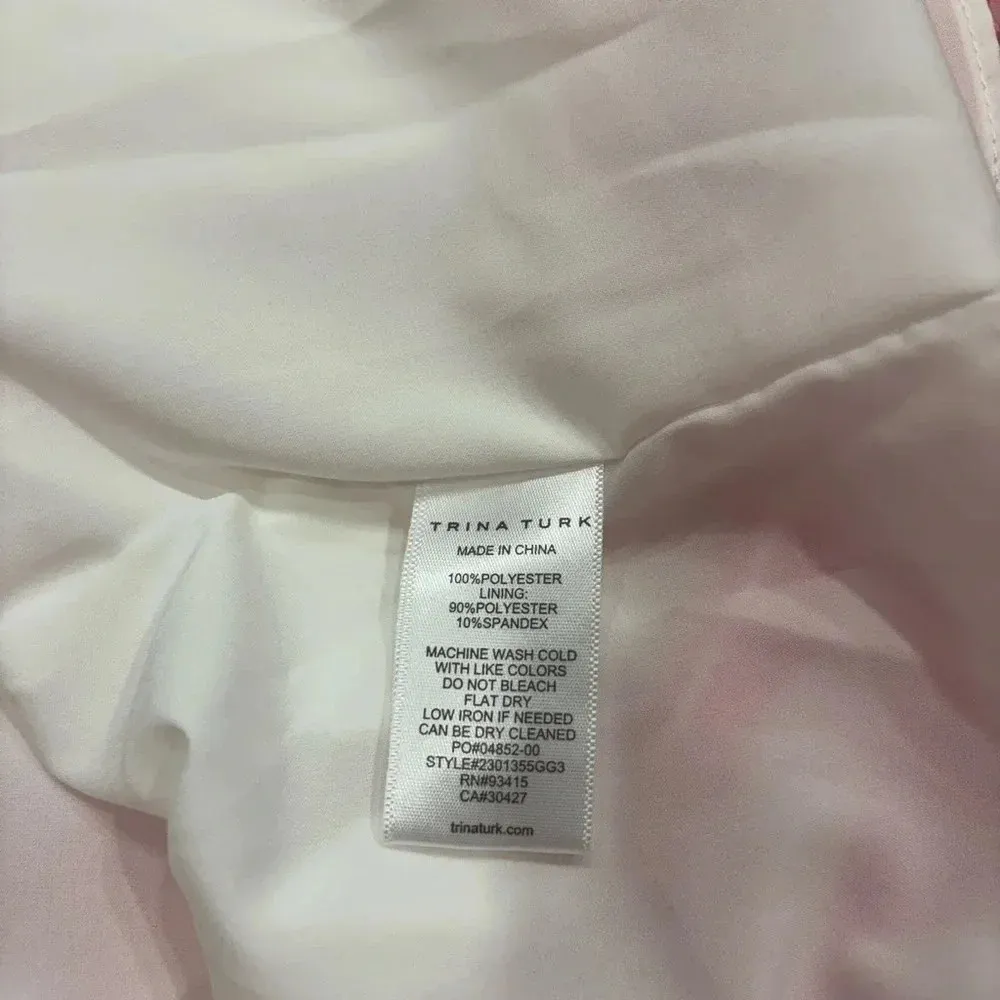 TRINA TURK
MADE IN CHINA
100%POLYESTER
LINING:
90%POLYESTER
10%SPANDEX
MACHINE WASH COLD
WITH LIKE COLORS
DO NOT BLEACH
FLAT DRY
LOW IRON IF NEEDED
CAN BE DRY CLEANED
PO#04852-00
STYLE#2301355GG3
RN#93415
CA#30427
trinaturk.com